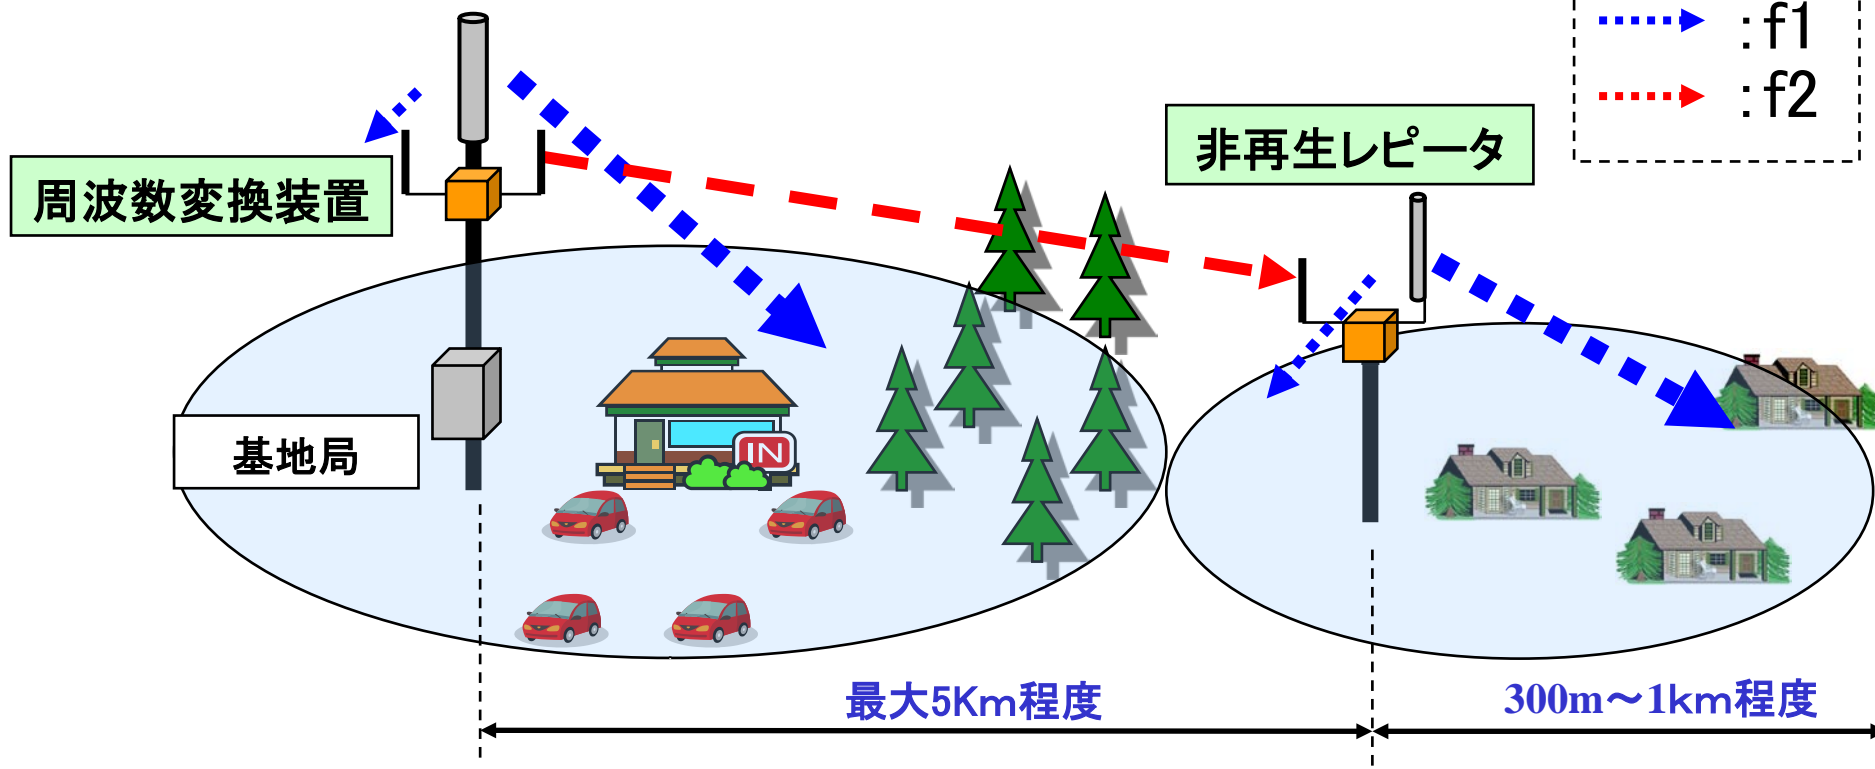 :f1
:f2
非再生レピータ
周波数変換装置
基地局
IN
最大5Km程度
300m～1km程度